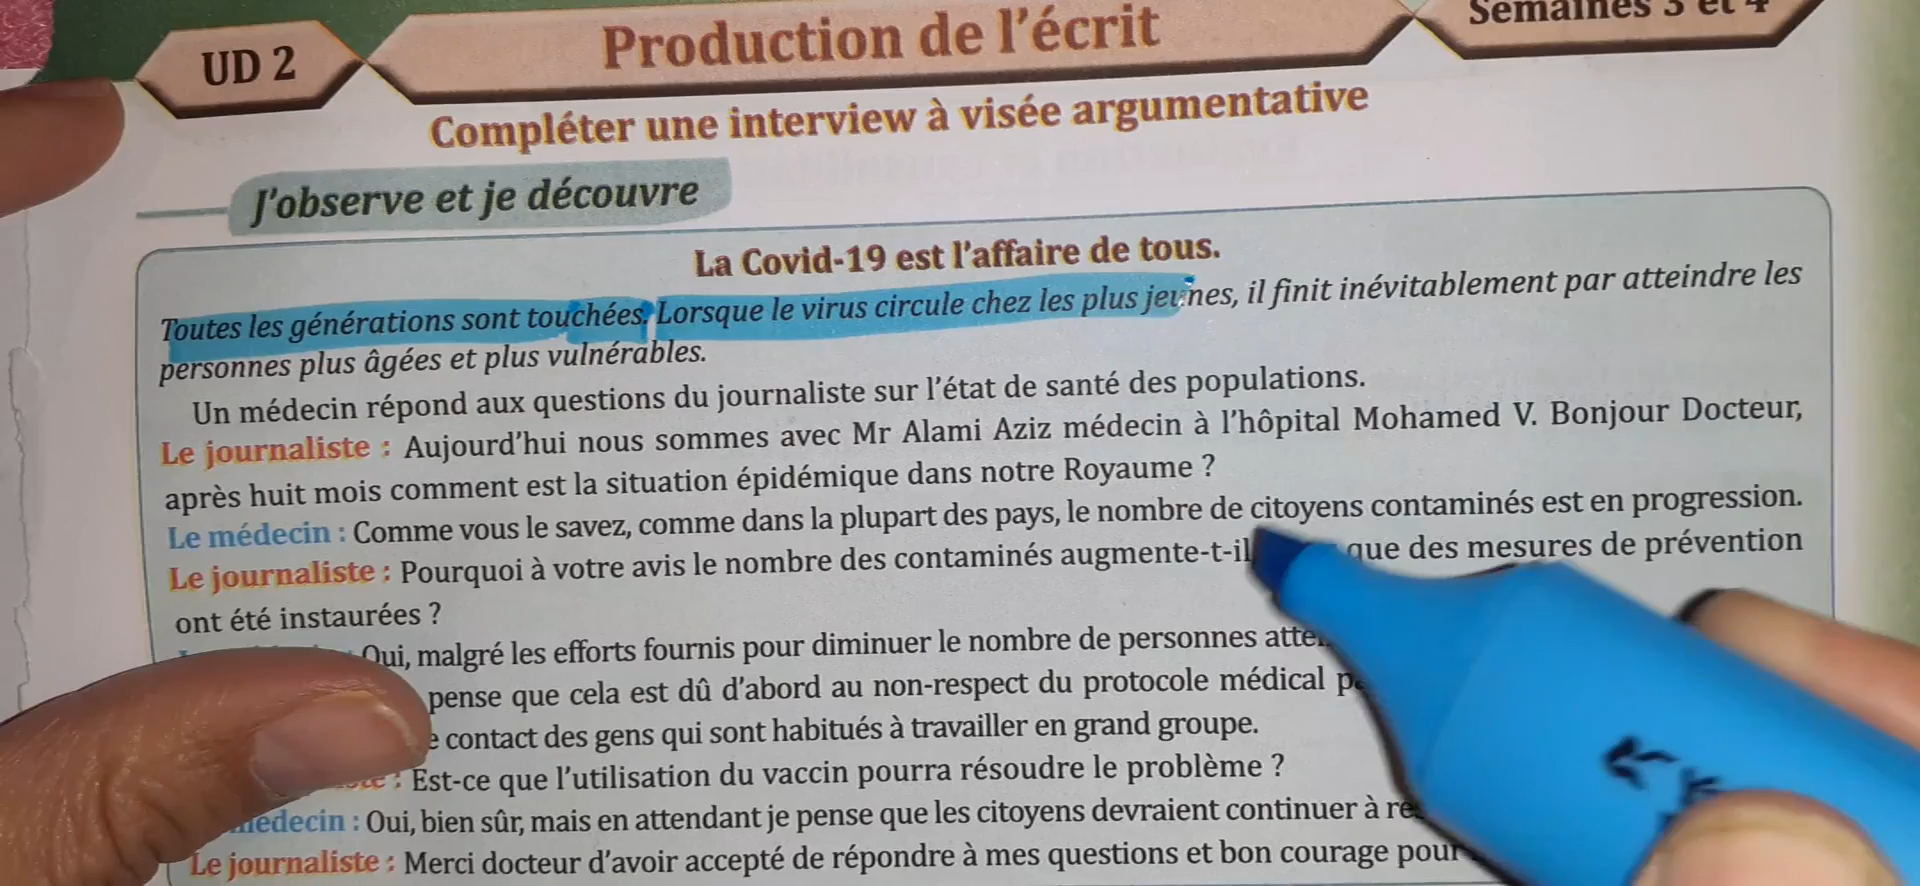 UD 2
Production de l'écrit
Semaines 3 et 4
Compléter une interview à visée argumentative
J'observe et je découvre
La Covid-19 est l'affaire de tous.
Toutes les générations sont touchées. Lorsque le virus circule chez les plus jeunes, il finit inévitablement par atteindre les
personnes plus âgées et plus vulnérables.
Un médecin répond aux questions du journaliste sur l'état de santé des populations.
Le journaliste : Aujourd'hui nous sommes avec Mr Alami Aziz médecin à l'hôpital Mohamed V. Bonjour Docteur,
après huit mois comment est la situation épidémique dans notre Royaume ?
Le médecin : Comme vous le savez, comme dans la plupart des pays, le nombre de citoyens contaminés est en progression.
Le journaliste : Pourquoi à votre avis le nombre des contaminés augmente-t-il que des mesures de prévention
ont été instaurées ?
Oui, malgré les efforts fournis pour diminuer le nombre de personnes
pense que cela est dû d'abord au non-respect du protocole médical
contact des gens qui sont habitués à travailler en grand groupe.
: Est-ce que l'utilisation du vaccin pourra résoudre le problème ?
médecin : Oui, bien sûr, mais en attendant je pense que les citoyens devraient continuer à
Le journaliste : Merci docteur d'avoir accepté de répondre à mes questions et bon courage pour